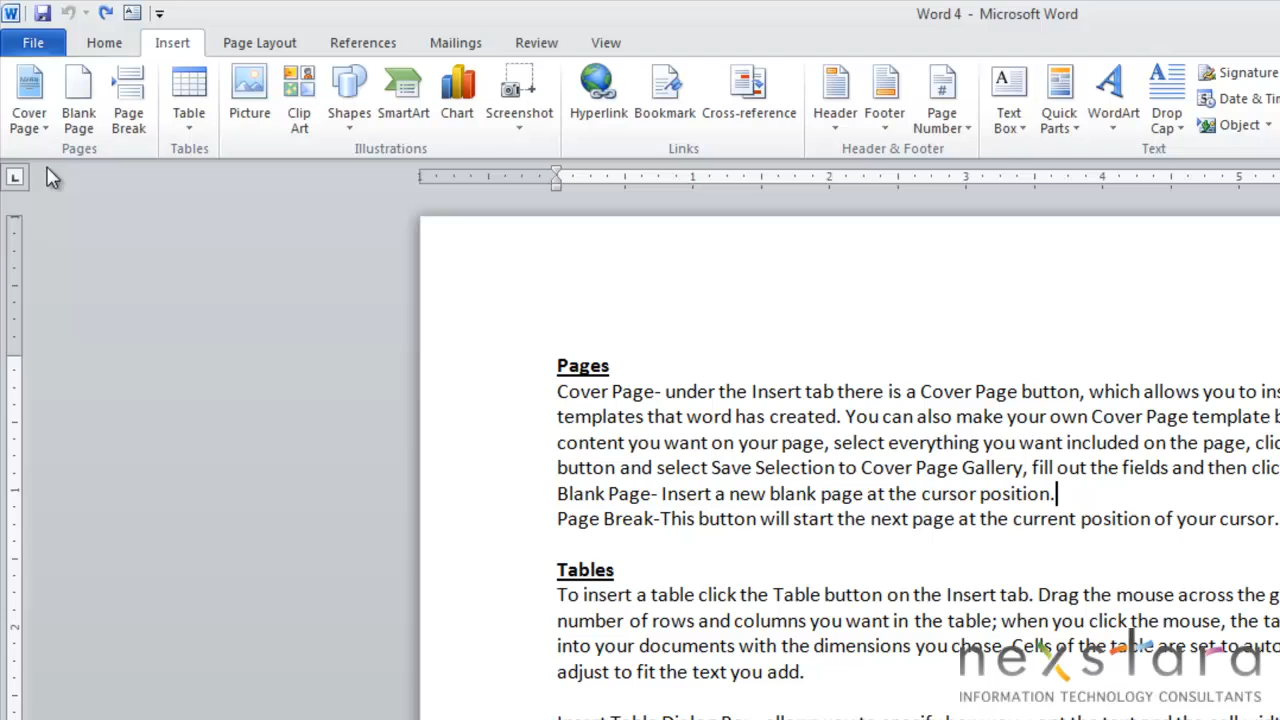 Word 4 - Microsoft Word
File Home Insert Page Layout References Mailings Review View
Cover Page Blank Page Page Break Table Picture Clip Art Shapes SmartArt Chart Screenshot Hyperlink Bookmark Cross-reference Header Footer Page Number Text Box Quick Parts WordArt Drop Cap Signature
Date & Tim
Object
Pages Tables Illustrations Links Header & Footer Text
1 2 3 4 5
Pages
Cover Page- under the Insert tab there is a Cover Page button, which allows you to ins
templates that word has created. You can also make your own Cover Page template b
content you want on your page, select everything you want included on the page, clic
button and select Save Selection to Cover Page Gallery, fill out the fields and then clic
Blank Page- Insert a new blank page at the cursor position.
Page Break-This button will start the next page at the current position of your cursor.
Tables
To insert a table click the Table button on the Insert tab. Drag the mouse across the g
number of rows and columns you want in the table; when you click the mouse, the ta
into your documents with the dimensions you chose. Cells of the table are set to auto
adjust to fit the text you add.
nexstara
INFORMATION TECHNOLOGY CONSULTANTS